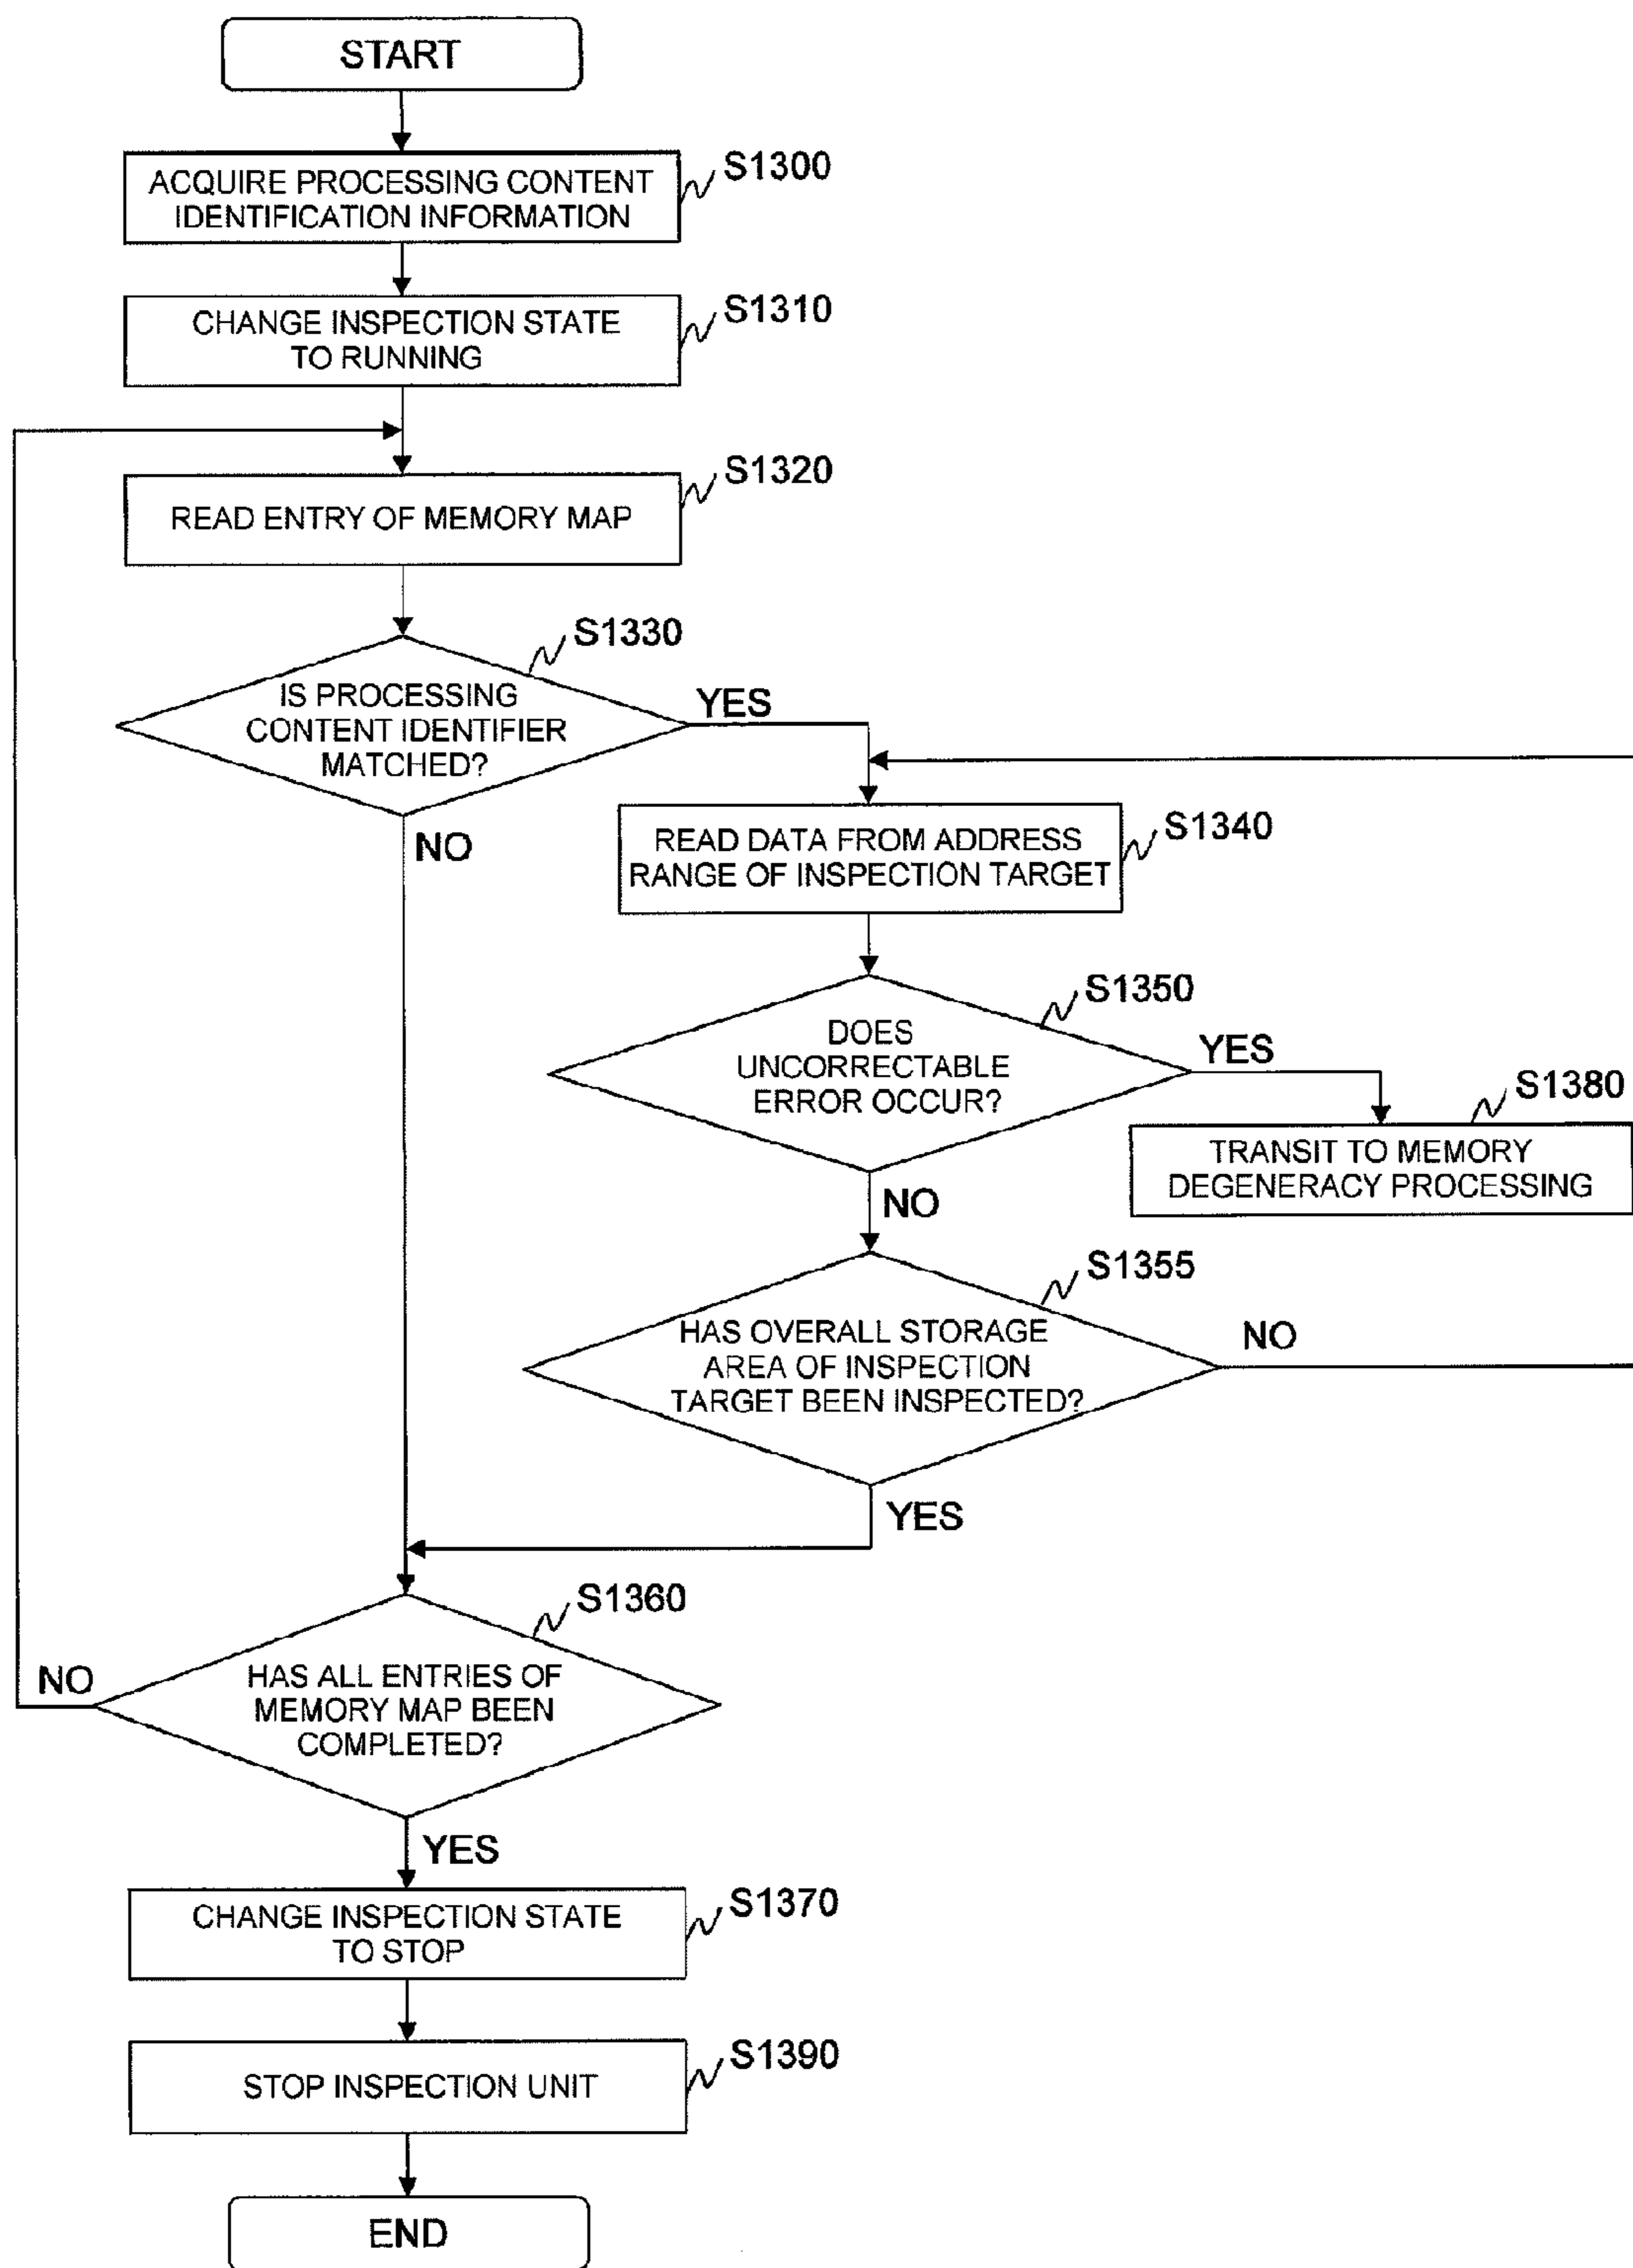 START
ACQUIRE PROCESSING CONTENT
IDENTIFICATION INFORMATION
S1300
CHANGE INSPECTION STATE
TO RUNNING
S1310
READ ENTRY OF MEMORY MAP
S1320
IS PROCESSING
CONTENT IDENTIFIER
MATCHED?
S1330
YES
NO
READ DATA FROM ADDRESS
RANGE OF INSPECTION TARGET
S1340
DOES
UNCORRECTABLE
ERROR OCCUR?
S1350
YES
NO
TRANSIT TO MEMORY
DEGENERACY PROCESSING
S1380
HAS OVERALL STORAGE
AREA OF INSPECTION
TARGET BEEN INSPECTED?
S1355
NO
YES
HAS ALL ENTRIES OF
MEMORY MAP BEEN
COMPLETED?
S1360
NO
YES
CHANGE INSPECTION STATE
TO STOP
S1370
STOP INSPECTION UNIT
S1390
END